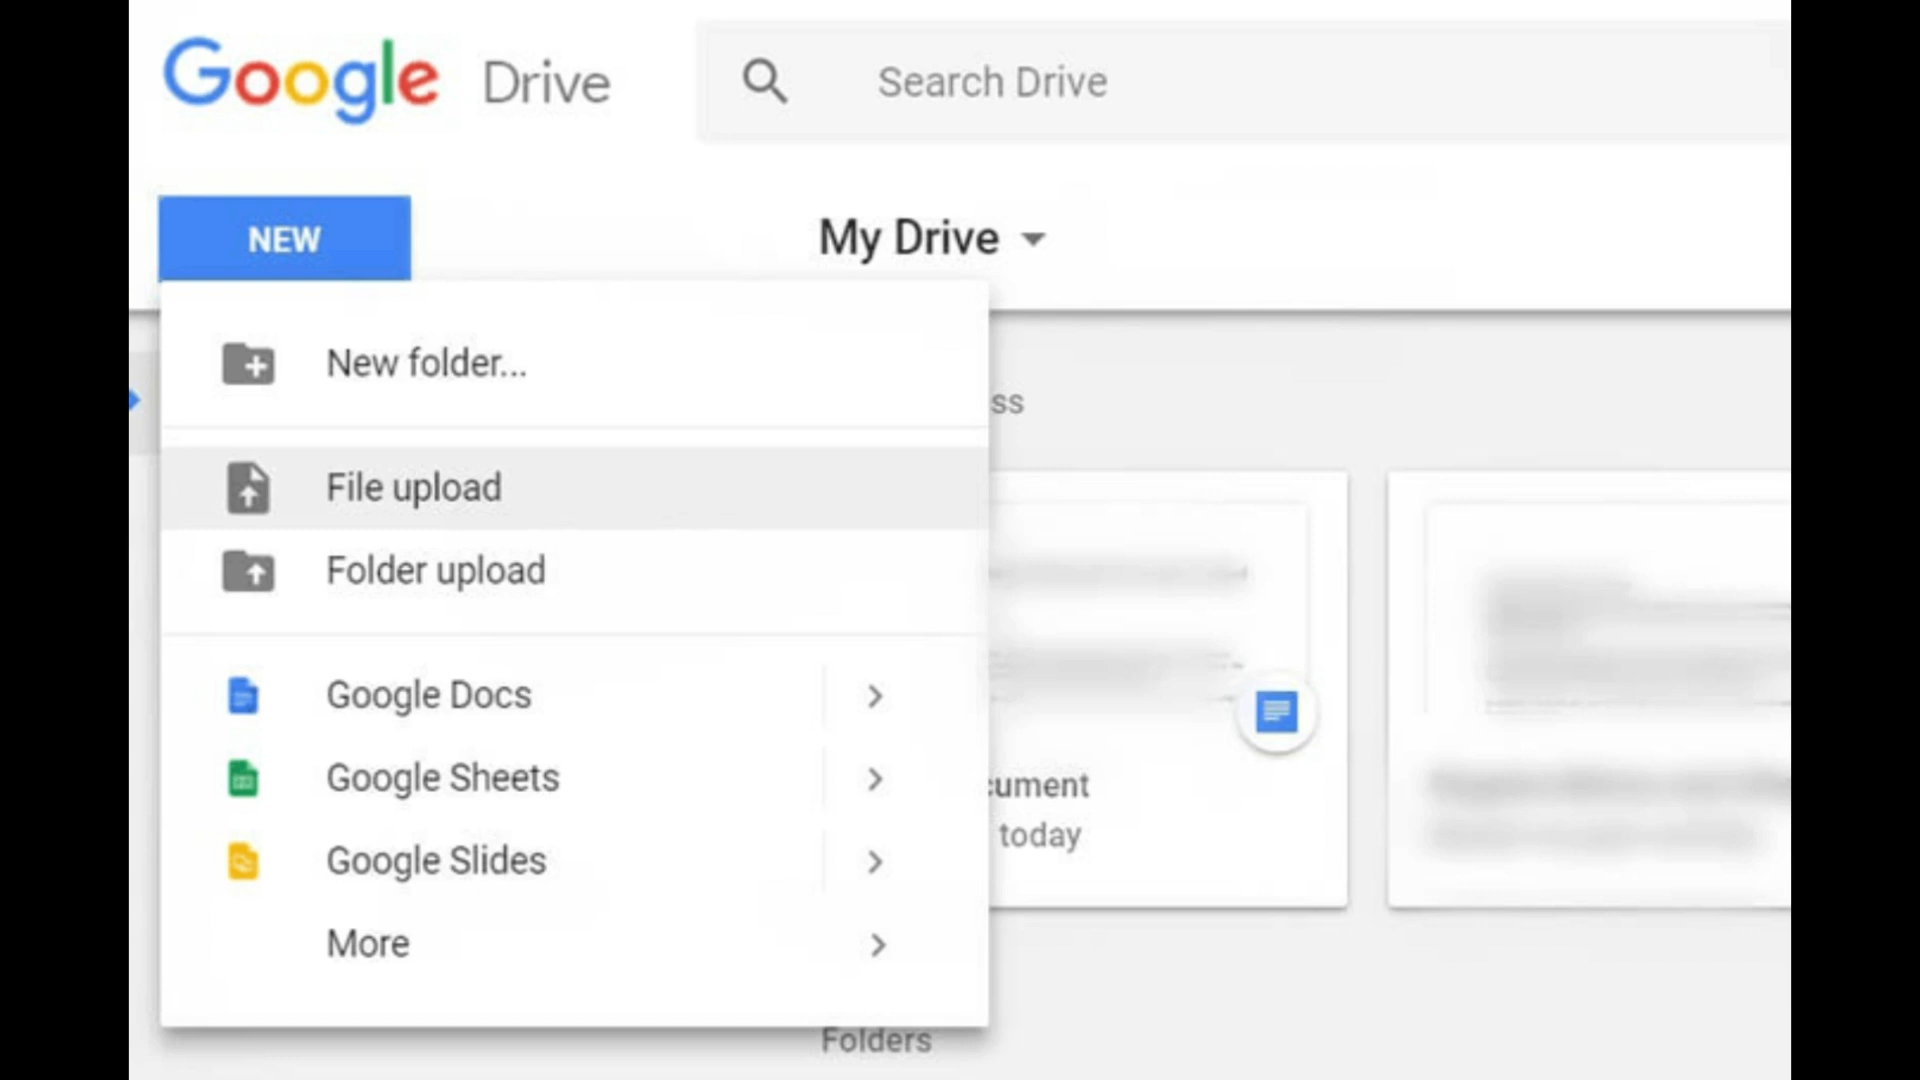 Google Drive
Search Drive
NEW
My Drive
New folder...
ss
File upload
Folder upload
Google Docs
Google Sheets
Google Slides
More
cument
today
Folders